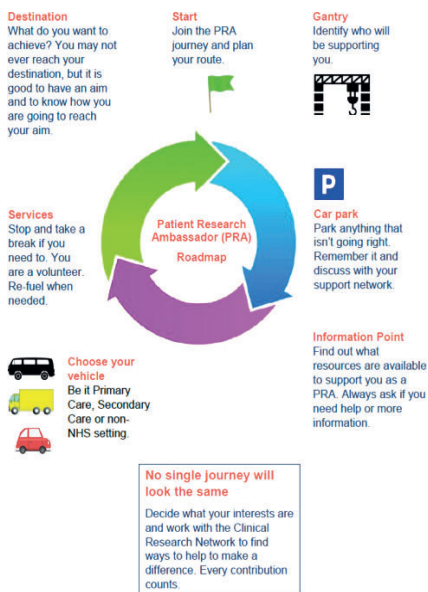 Destination
What do you want to
achieve? You may not
ever reach your
destination, but it is
good to have an aim
and to know how you
are going to reach
your aim.
Start
Join the PRA
journey and plan
your route.
Gantry
Identify who will
be supporting
you.
P
Car park
Park anything that
isn't going right.
Remember it and
discuss with your
support network.
Services
Stop and take a
break if you
need to. You
are a volunteer.
Re-fuel when
needed.
Patient Research
Ambassador (PRA)
Roadmap
Information Point
Find out what
resources are available
to support you as a
PRA. Always ask if you
need help or more
information.
Choose your
vehicle
Be it Primary
Care, Secondary
Care or non-
NHS setting.
No single journey will
look the same
Decide what your interests are
and work with the Clinical
Research Network to find
ways to help to make a
difference. Every contribution
counts.